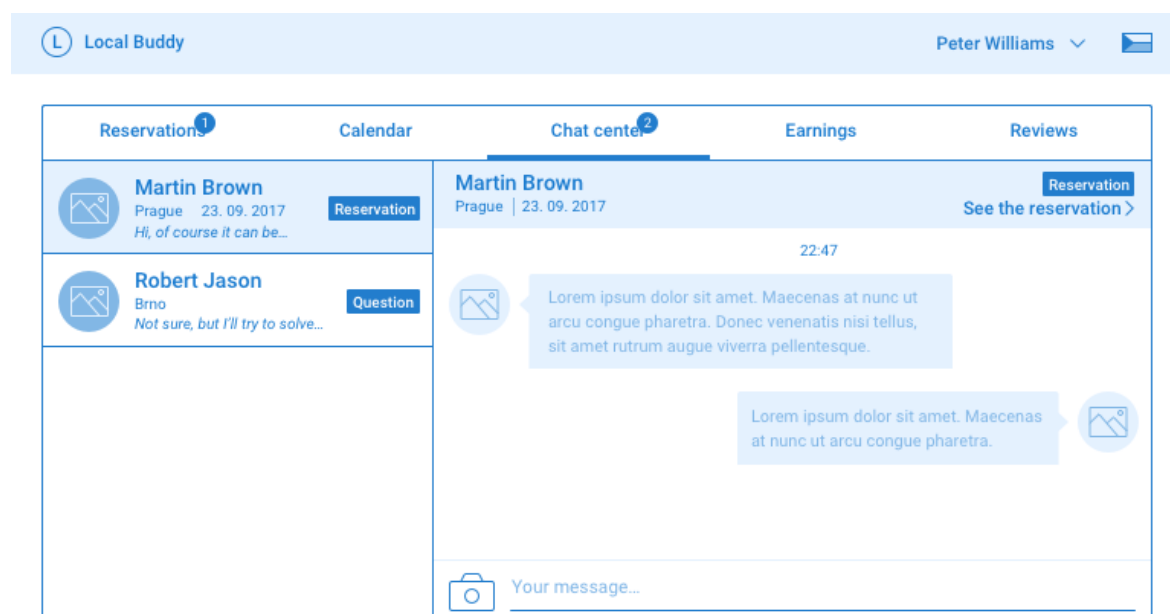 L Local Buddy
Peter Williams
Reservations 1
Calendar
Chat center 2
Earnings
Reviews
Martin Brown
Prague 23. 09. 2017
Reservation
Hi, of course it can be...
Robert Jason
Brno
Question
Not sure, but I'll try to solve...
Martin Brown
Prague | 23. 09. 2017
Reservation
See the reservation >
22:47
Lorem ipsum dolor sit amet. Maecenas at nunc ut
arcu congue pharetra. Donec venenatis nisi tellus,
sit amet rutrum augue viverra pellentesque.
Lorem ipsum dolor sit amet. Maecenas
at nunc ut arcu congue pharetra.
Your message...